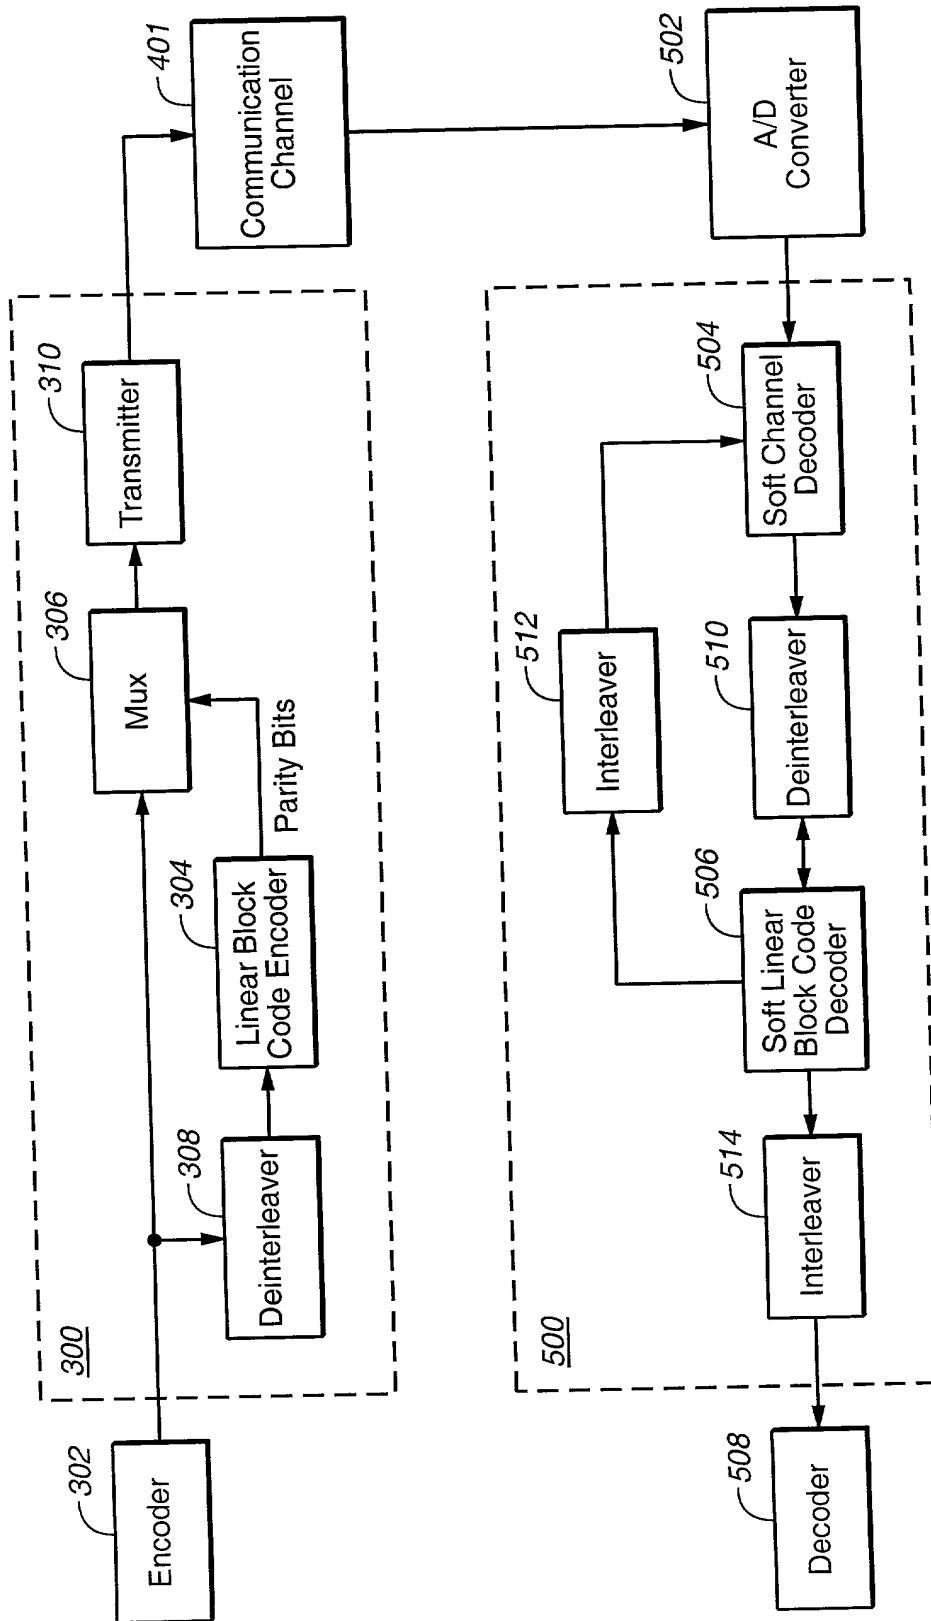 300
302
Encoder
308
Deinterleaver
304
Linear Block
Code Encoder
Parity Bits
306
Mux
310
Transmitter
401
Communication
Channel
502
A/D
Converter
500
504
Soft Channel
Decoder
510
Deinterleaver
512
Interleaver
506
Soft Linear
Block Code
Decoder
514
Interleaver
508
Decoder